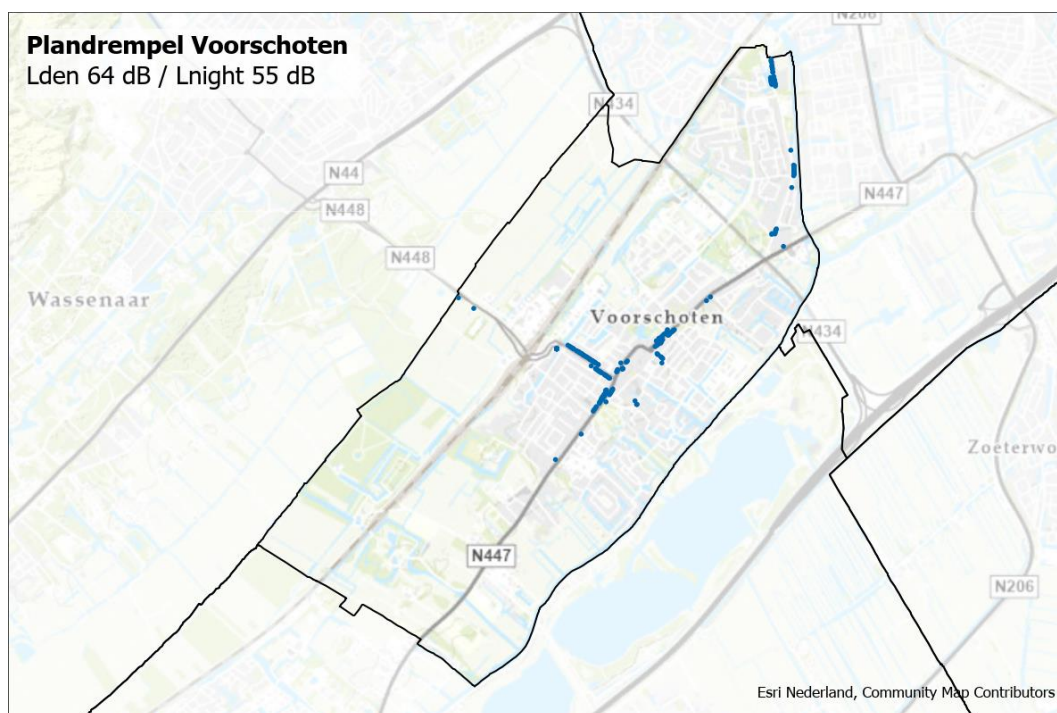 Plandrempel Voorschoten
Lden 64 dB / Lnight 55 dB
N206
N434
N44
N448
N447
N448
Wassenaar
Voorschoten
N434
Zoeterwo
N447
N206
Esri Nederland, Community Map Contributors